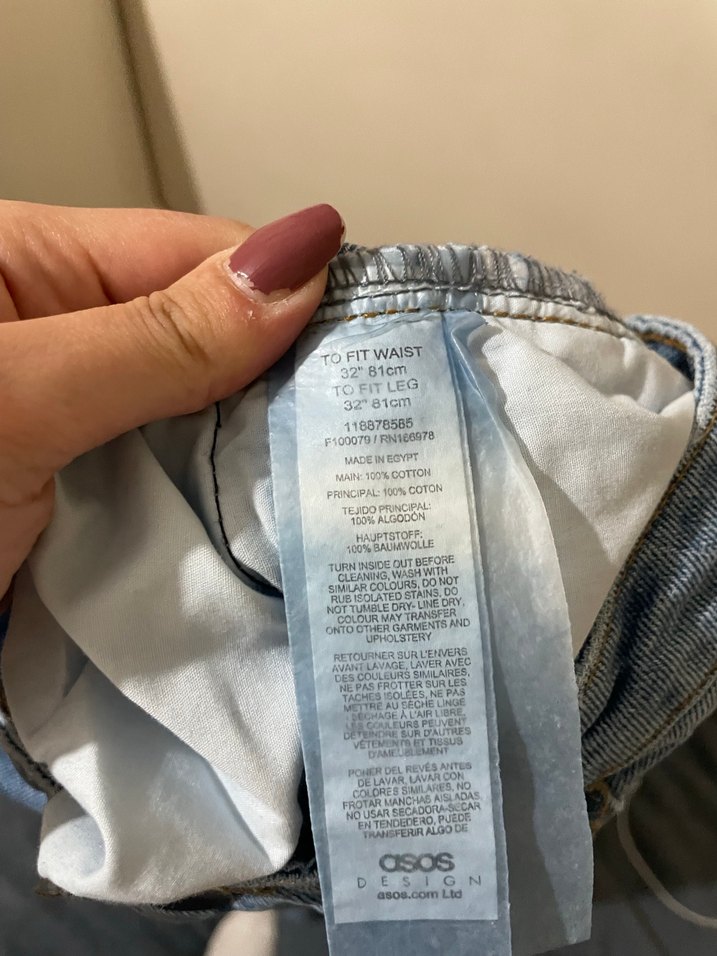 TO FIT WAIST
32" 81cm
TO FIT LEG
32" 81cm
118878585
F100079 / RN166978
MADE IN EGYPT
MAIN: 100% COTTON
PRINCIPAL: 100% COTON
TEJIDO PRINCIPAL:
100% ALGODÓN
HAUPTSTOFF:
100% BAUMWOLLE
TURN INSIDE OUT BEFORE
CLEANING, WASH WITH
SIMILAR COLOURS, DO NOT
RUB ISOLATED STAINS, DO
NOT TUMBLE DRY- LINE DRY,
COLOUR MAY TRANSFER
ONTO OTHER GARMENTS AND
UPHOLSTERY
RETOURNER SUR L'ENVERS
AVANT LAVAGE, LAVER AVEC
DES COULEURS SIMILAIRES,
NE PAS FROTTER SUR LES
TACHES ISOLÉES, NE PAS
METTRE AU SÈCHE LINGE
- SÉCHAGE À L'AIR LIBRE,
LES COULEURS PEUVENT
DÉTEINDRE SUR D'AUTRES
VÊTEMENTS ET TISSUS
D'AMEUBLEMENT
PONER DEL REVÉS ANTES
DE LAVAR, LAVAR CON
COLORES SIMILARES, NO
FROTAR MANCHAS AISLADAS,
NO USAR SECADORA-SECAR
EN TENDEDERO, PUEDE
TRANSFERIR ALGO DE
asos
DESIGN
asos.com Ltd